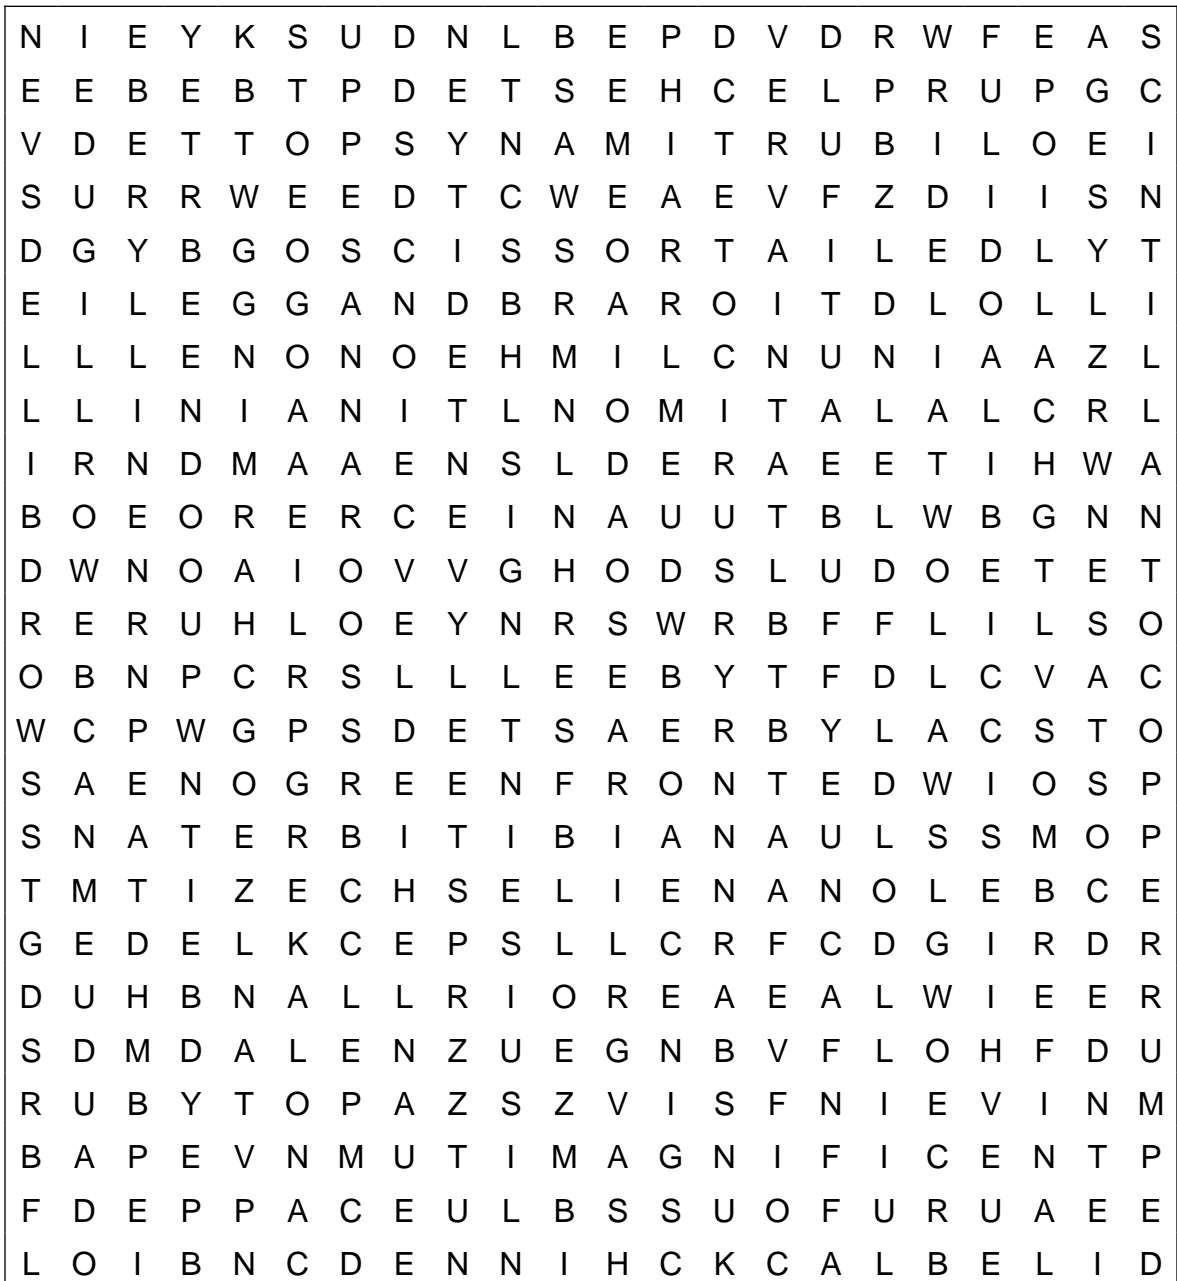 N I E Y K S U D N L B E P D V D R W F E A S
E E B E B T P D E T S E H C E L P R U P G C
V D E T T O P S Y N A M I T R U B I L O E I
S U R R W E E D T C W E A E V F Z D I I S N
D G Y B G O S C I S S O R T A I L E D L Y T
E I L E G G A N D B R A R O I T D L O L L I
L L L E N O N O E H M I L C N U N I A A Z L
L L I N I A N I T L N O M I T A L A L C R L
I R N D M A A E N S L D E R A E E T I H W A
B O E O R E R C E I N A U U T B L W B G N N
D W N O A I O V V G H O D S L U D O E T E T
R E R U H L O E Y N R S W R B F F L I L S O
O B N P C R S L L L E E B Y T F D L C V A C
W C P W G P S D E T S A E R B Y L A C S T O
S A E N O G R E E N F R O N T E D W I O S P
S N A T E R B I T I B I A N A U L S S M O P
T M T I Z E C H S E L I E N A N O L E B C E
G E D E L K C E P S L L C R F C D G I R D R
D U H B N A L L R I O R E A E A L W I E E R
S D M D A L E N Z U E G N B V F L O H F D U
R U B Y T O P A Z S Z V I S F N I E V I N M
B A P E V N M U T I M A G N I F I C E N T P
F D E P P A C E U L B S S U O F U R U A E E
L O I B N C D E N N I H C K C A L B E L I D